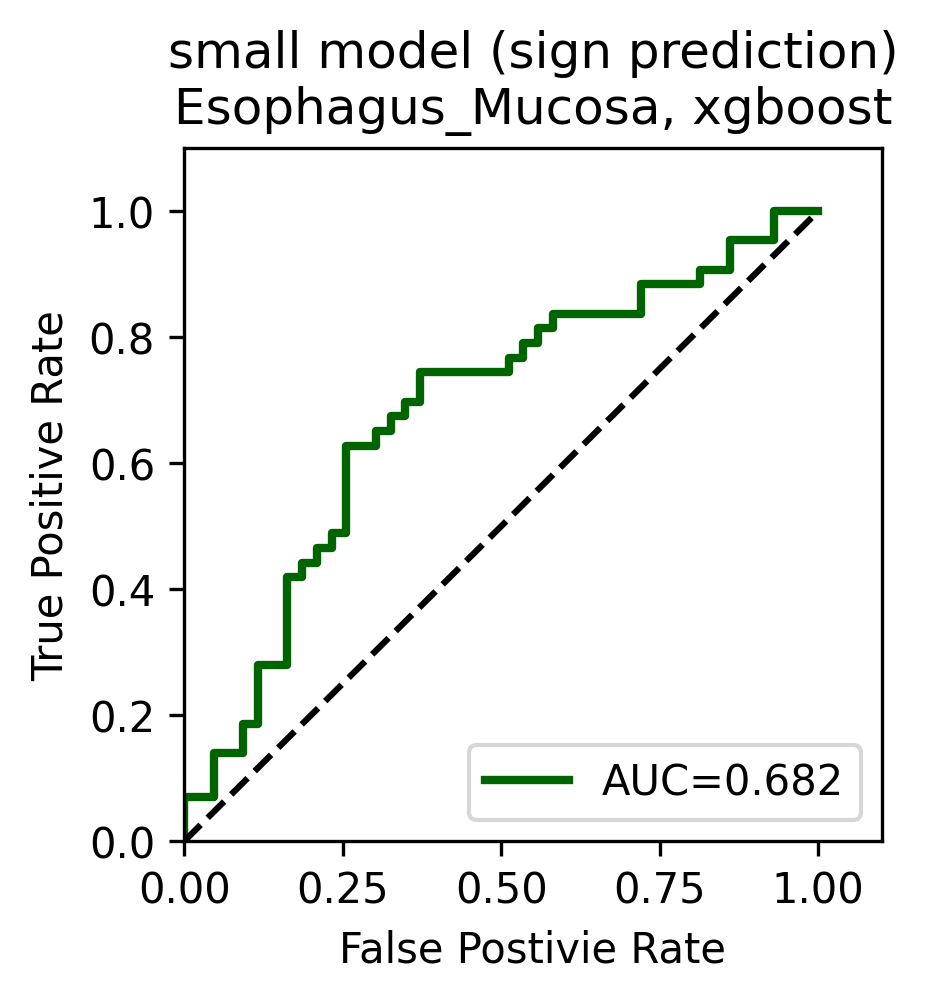 small model (sign prediction)
Esophagus_Mucosa, xgboost
1.0
0.8
0.6
0.4
0.2
0.0
True Positive Rate
AUC=0.682
0.00 0.25 0.50 0.75 1.00
False Postivie Rate